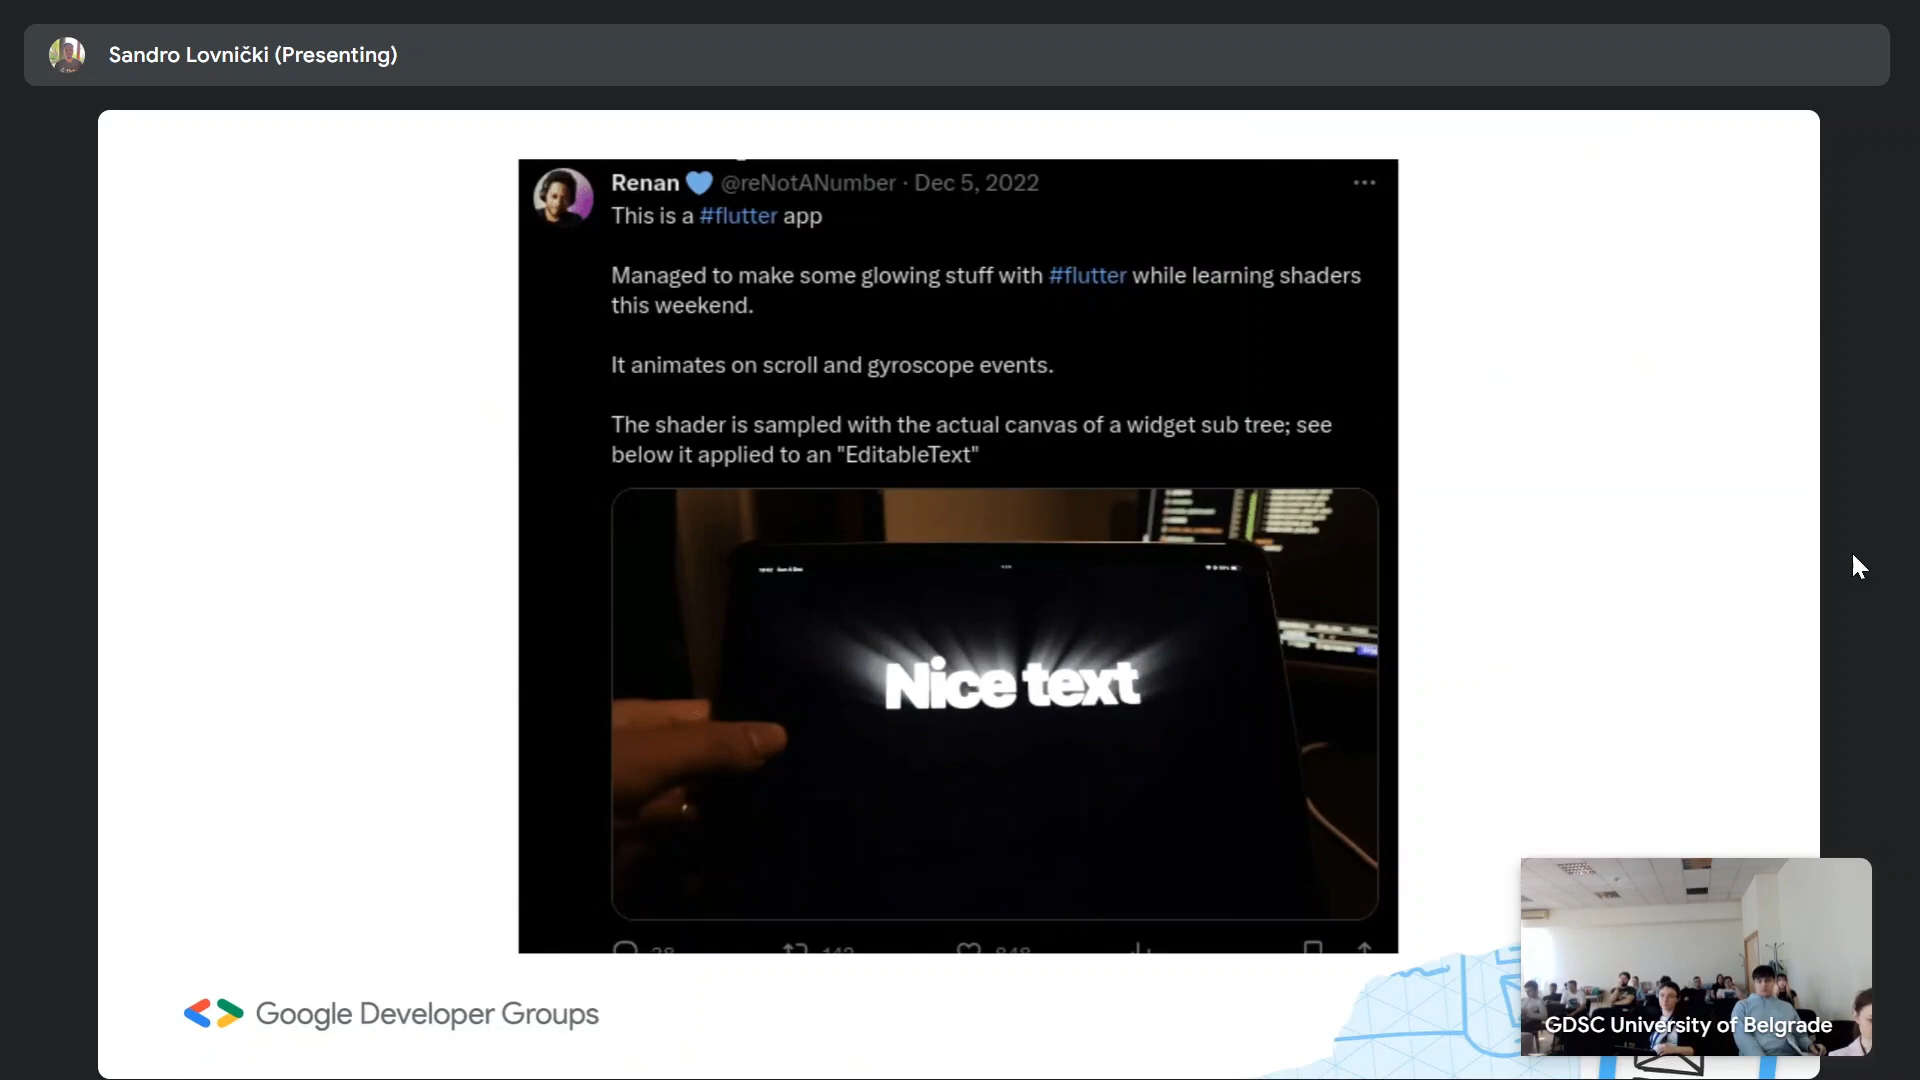 Sandro Lovnički (Presenting)
Renan 💙 @reNotANumber · Dec 5, 2022
This is a #flutter app
Managed to make some glowing stuff with #flutter while learning shaders
this weekend.
It animates on scroll and gyroscope events.
The shader is sampled with the actual canvas of a widget sub tree; see
below it applied to an "EditableText"
Nice text
Google Developer Groups
GDSC University of Belgrade